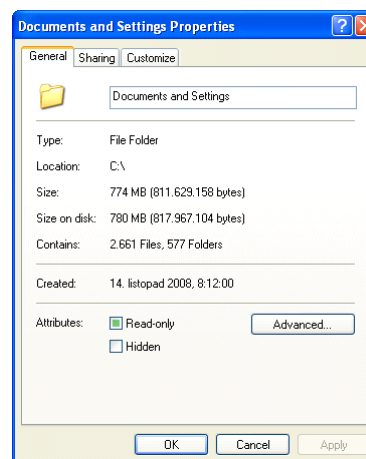 Documents and Settings Properties
General Sharing Customize
Documents and Settings
Type: File Folder
Location: C:\
Size: 774 MB (811.629.158 bytes)
Size on disk: 780 MB (817.967.104 bytes)
Contains: 2.661 Files, 577 Folders
Created: 14. listopad 2008, 8:12:00
Attributes: Read-only Advanced...
Hidden
OK Cancel Apply